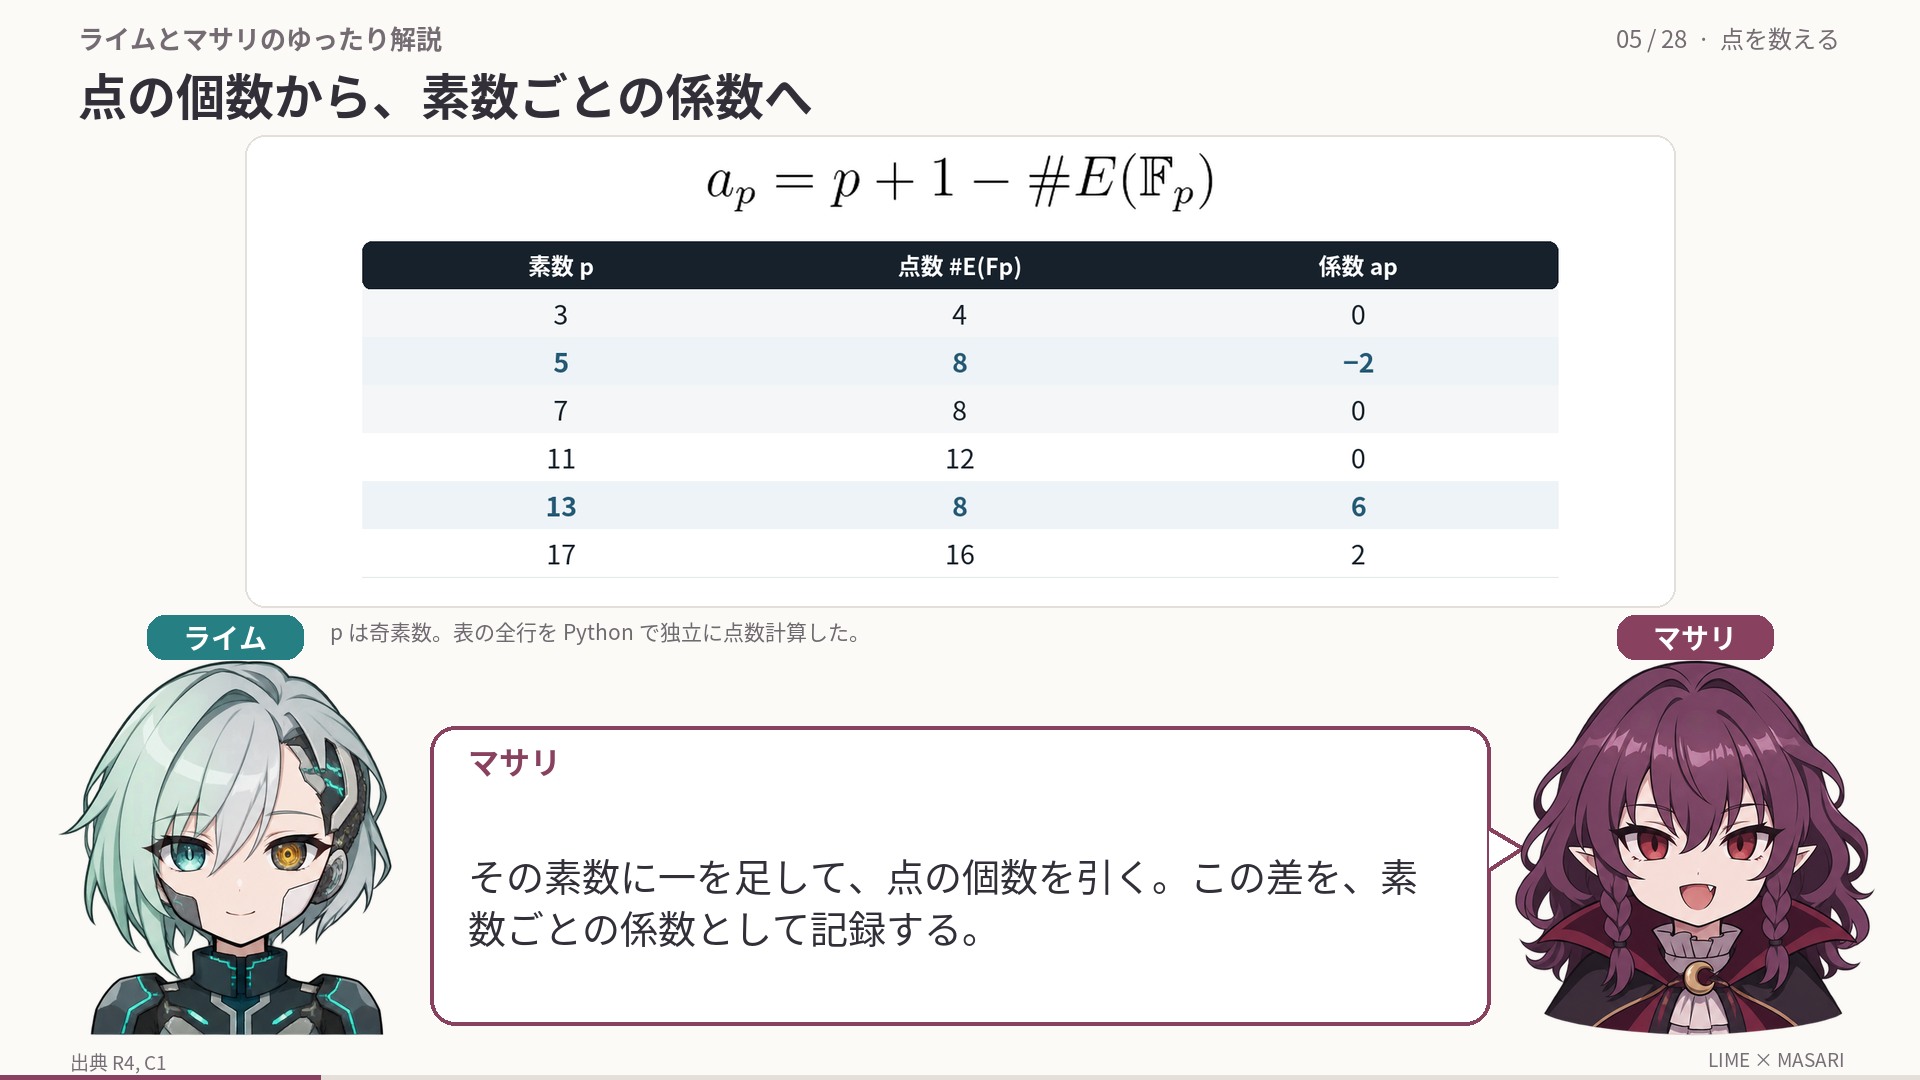 ライムとマサリのゆったり解説
05 / 28 · 点を数える
点の個数から、素数ごとの係数へ
a_p = p + 1 − #E(𝔽_p)
素数 p 点数 #E(Fp) 係数 ap
3 4 0
5 8 −2
7 8 0
11 12 0
13 8 6
17 16 2
p は奇素数。表の全行を Python で独立に点数計算した。
ライム
マサリ
マサリ
その素数に一を足して、点の個数を引く。この差を、素
数ごとの係数として記録する。
出典 R4, C1
LIME × MASARI